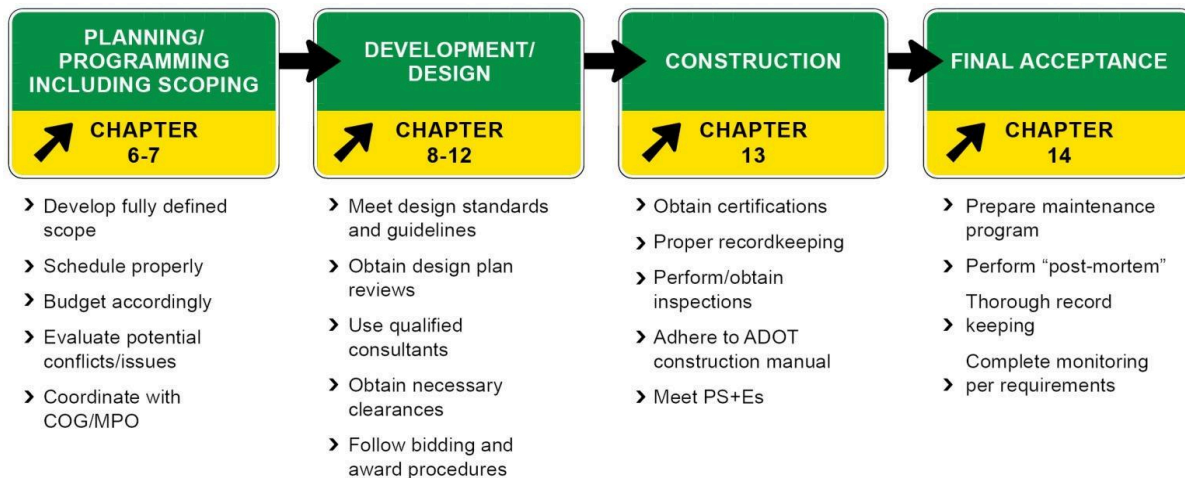 PLANNING/
PROGRAMMING
INCLUDING SCOPING
CHAPTER
6-7
Develop fully defined
scope
Schedule properly
Budget accordingly
Evaluate potential
conflicts/issues
Coordinate with
COG/MPO
DEVELOPMENT/
DESIGN
CHAPTER
8-12
Meet design standards
and guidelines
Obtain design plan
reviews
Use qualified
consultants
Obtain necessary
clearances
Follow bidding and
award procedures
CONSTRUCTION
CHAPTER
13
Obtain certifications
Proper recordkeeping
Perform/obtain
inspections
Adhere to ADOT
construction manual
Meet PS+Es
FINAL ACCEPTANCE
CHAPTER
14
Prepare maintenance
program
Perform “post-mortem”
Thorough record
keeping
Complete monitoring
per requirements